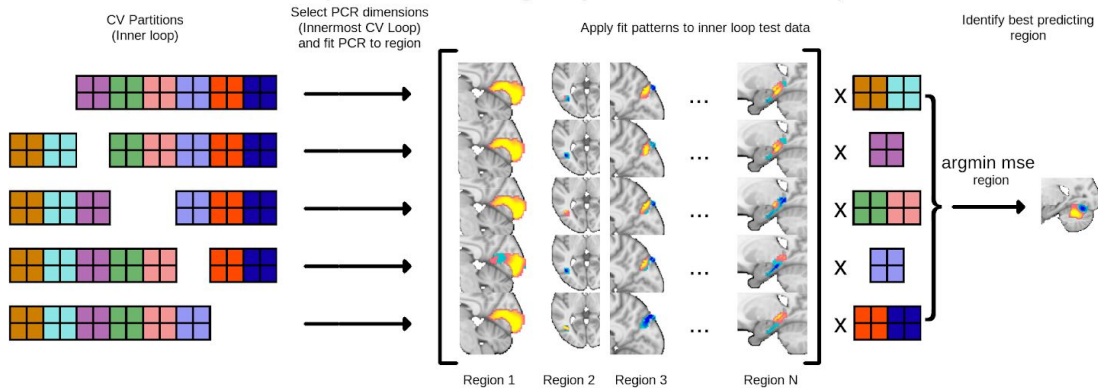 CV Partitions
(Inner loop)
Select PCR dimensions
(Innermost CV Loop)
and fit PCR to region
Apply fit patterns to inner loop test data
Identify best predicting
region
... X
... X
... X
... X
... X
argmin mse
region
Region 1 Region 2 Region 3 Region N